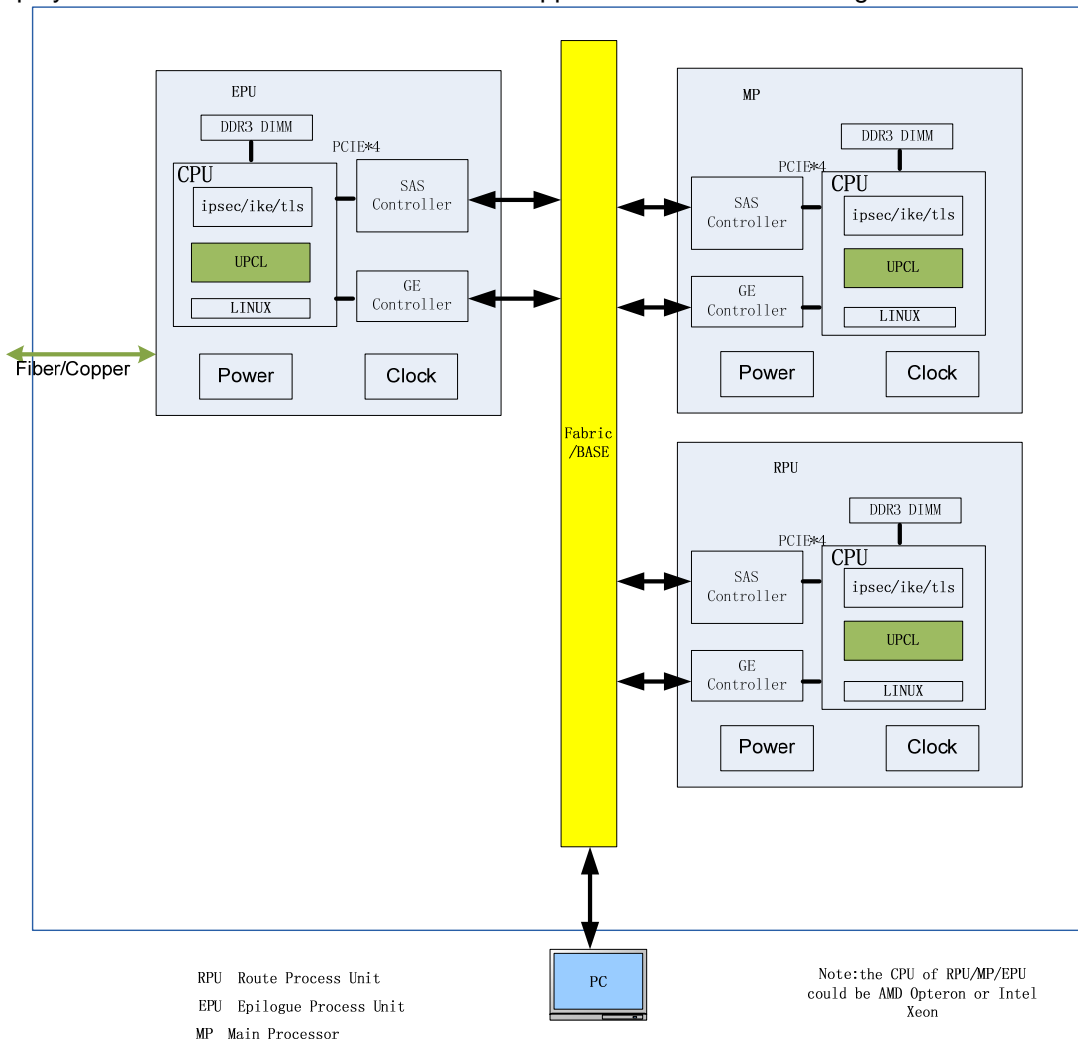 EPU
DDR3 DIMM
PCIE*4
CPU
ipsec/ike/tls
UPCL
LINUX
SAS
Controller
GE
Controller
Power
Clock
Fiber/Copper
Fabric
/BASE
MP
DDR3 DIMM
PCIE*4
CPU
SAS
Controller
ipsec/ike/tls
UPCL
GE
Controller
LINUX
Power
Clock
RPU
DDR3 DIMM
PCIE*4
CPU
SAS
Controller
ipsec/ike/tls
UPCL
GE
Controller
LINUX
Power
Clock
PC
RPU Route Process Unit
EPU Epilogue Process Unit
MP Main Processor
Note:the CPU of RPU/MP/EPU
could be AMD Opteron or Intel
Xeon